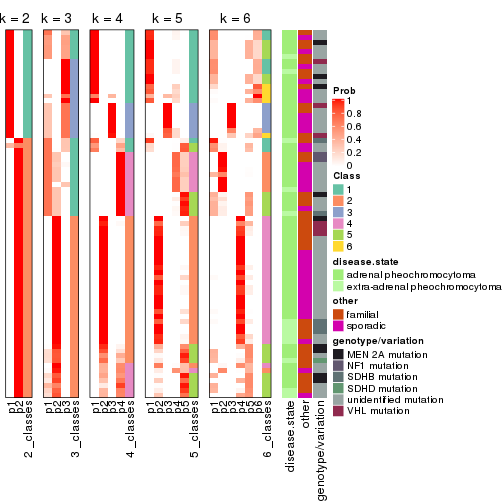 k = 2
k = 3
k = 4
k = 5
k = 6
p1
p2
2_classes
p1
p2
p3
3_classes
p1
p2
p3
p4
4_classes
p1
p2
p3
p4
p5
5_classes
p1
p2
p3
p4
p5
p6
6_classes
disease.state
other
genotype/variation
Prob
1
0.8
0.6
0.4
0.2
0
Class
1
2
3
4
5
6
disease.state
adrenal pheochromocytoma
extra-adrenal pheochromocytoma
other
familial
sporadic
genotype/variation
MEN 2A mutation
NF1 mutation
SDHB mutation
SDHD mutation
unidentified mutation
VHL mutation